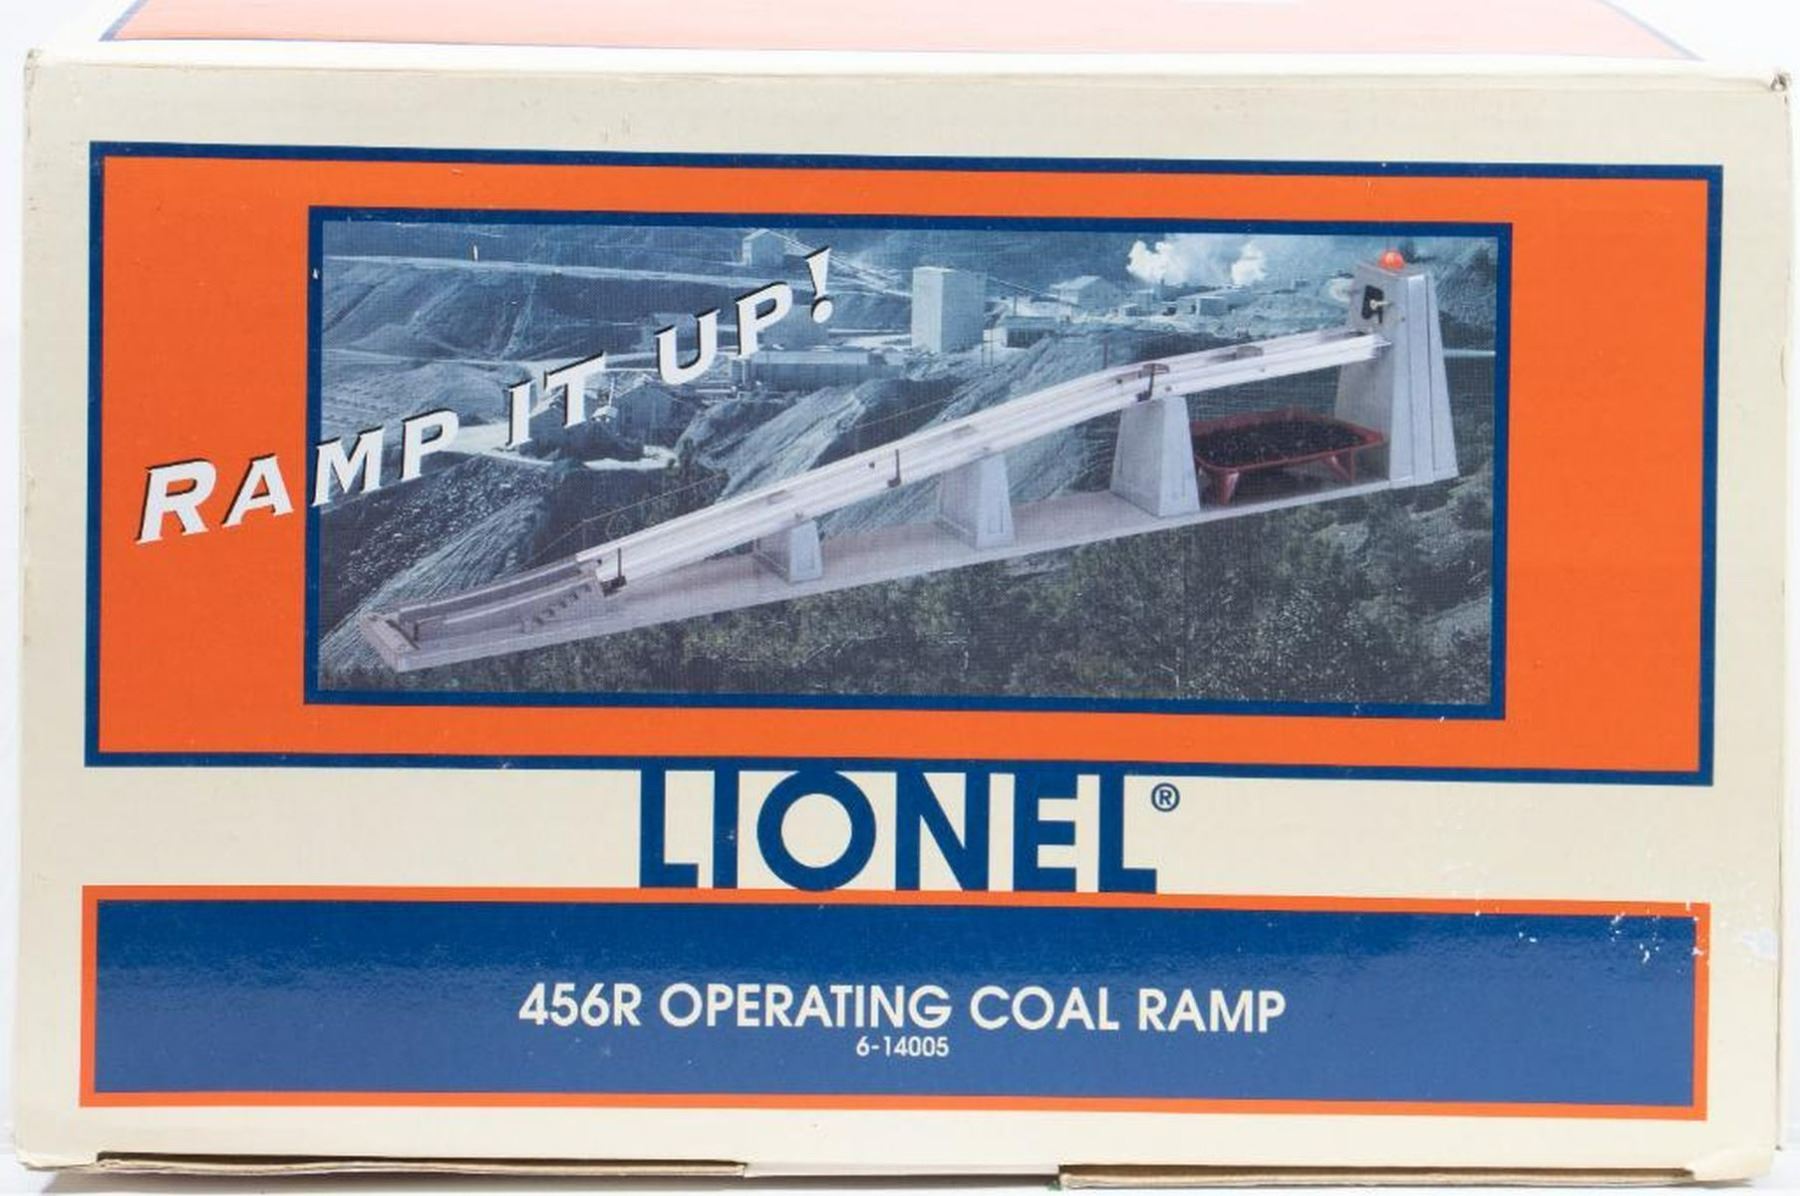 RAMP IT UP!
LIONEL®
456R OPERATING COAL RAMP
6-14005